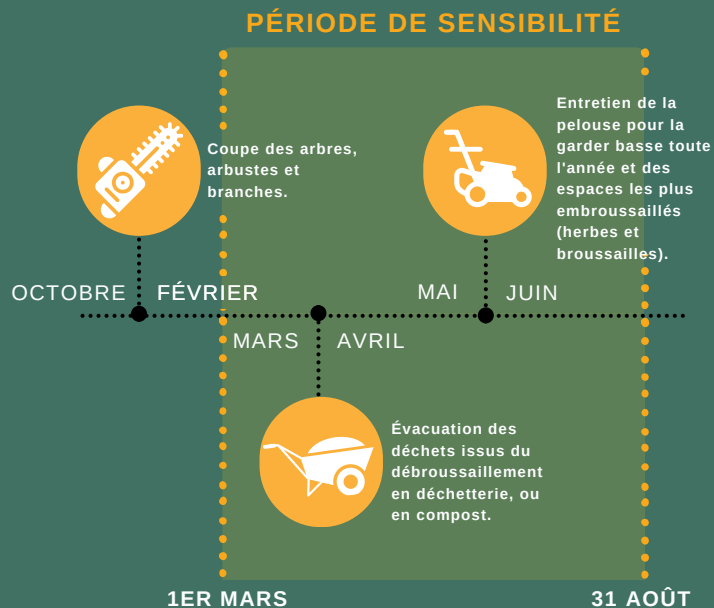 PÉRIODE DE SENSIBILITÉ
Coupe des arbres,
arbustes et
branches.
Entretien de la
pelouse pour la
garder basse toute
l'année et des
espaces les plus
embroussaillés
(herbes et
broussailles).
OCTOBRE
FÉVRIER
MARS
AVRIL
MAI
JUIN
Évacuation des
déchets issus du
débroussaillement
en déchetterie, ou
en compost.
1ER MARS
31 AOÛT